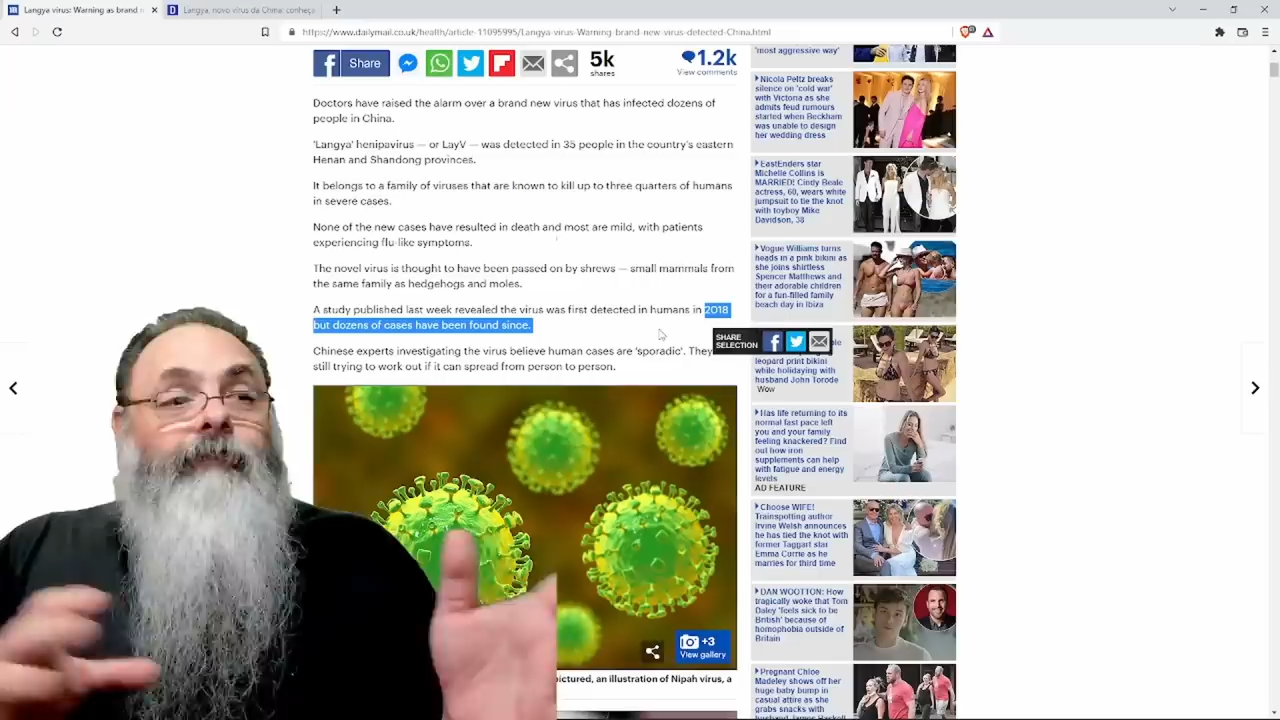 Langya virus: Warning as brand n
Langya, novo vírus da China: conheça
https://www.dailymail.co.uk/health/article-11095995/Langya-virus-Warning-brand-new-virus-detected-China.html
Share
5k
shares
1.2k
View comments
Doctors have raised the alarm over a brand new virus that has infected dozens of
people in China.
'Langya' henipavirus — or LayV — was detected in 35 people in the country's eastern
Henan and Shandong provinces.
It belongs to a family of viruses that are known to kill up to three quarters of humans
in severe cases.
None of the new cases have resulted in death and most are mild, with patients
experiencing flu-like symptoms.
The novel virus is thought to have been passed on by shrews — small mammals from
the same family as hedgehogs and moles.
A study published last week revealed the virus was first detected in humans in 2018
but dozens of cases have been found since.
Chinese experts investigating the virus believe human cases are 'sporadic'. They
still trying to work out if it can spread from person to person.
SHARE
SELECTION
+3
View gallery
ictured, an illustration of Nipah virus, a
'most aggressive way'
Nicola Peltz breaks
silence on 'cold war'
with Victoria as she
admits feud rumours
started when Beckham
was unable to design
her wedding dress
EastEnders star
Michelle Collins is
MARRIED! Cindy Beale
actress, 60, wears white
jumpsuit to tie the knot
with toyboy Mike
Davidson, 38
Vogue Williams turns
heads in a pink bikini as
she joins shirtless
Spencer Matthews and
their adorable children
for a fun-filled family
beach day in Ibiza
leopard print bikini
while holidaying with
husband John Torode
Wow
Has life returning to its
normal fast pace left
you and your family
feeling knackered? Find
out how iron
supplements can help
with fatigue and energy
levels
AD FEATURE
Choose WIFE!
Trainspotting author
Irvine Welsh announces
he has tied the knot with
former Taggart star
Emma Currie as he
marries for third time
DAN WOOTTON: How
tragically woke that Tom
Daley 'feels sick to be
British' because of
homophobia outside of
Britain
Pregnant Chloe
Madeley shows off her
huge baby bump in
casual attire as she
grabs snacks with
husband James Haskell